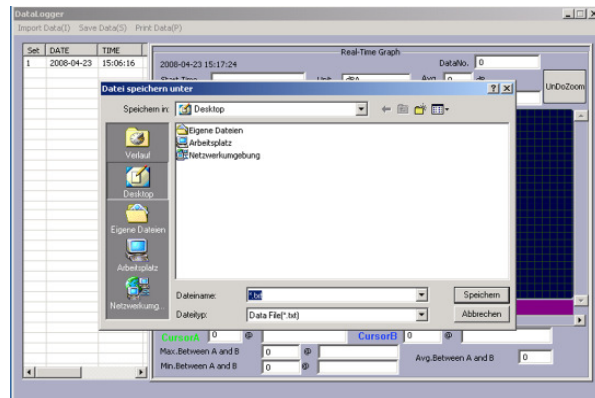 DataLogger
Import Data(I) Save Data(S) Print Data(P)
Set DATE TIME
1 2008-04-23 15:06:16
Real-Time Graph
2008-04-23 15:17:24
DataNo. 0
Start Time Unit dBA Avg 0 dB
UnDoZoom
Datei speichern unter
Speichern in: Desktop
Verlauf
Desktop
Eigene Dateien
Arbeitsplatz
Netzwerkumg...
Eigene Dateien
Arbeitsplatz
Netzwerkumgebung
Dateiname: *.txt
Speichern
Dateityp: Data File(*.txt)
Abbrechen
CursorA 0 @ CursorB 0 @
Max.Between A and B 0 @
Avg.Between A and B 0
Min.Between A and B 0 @